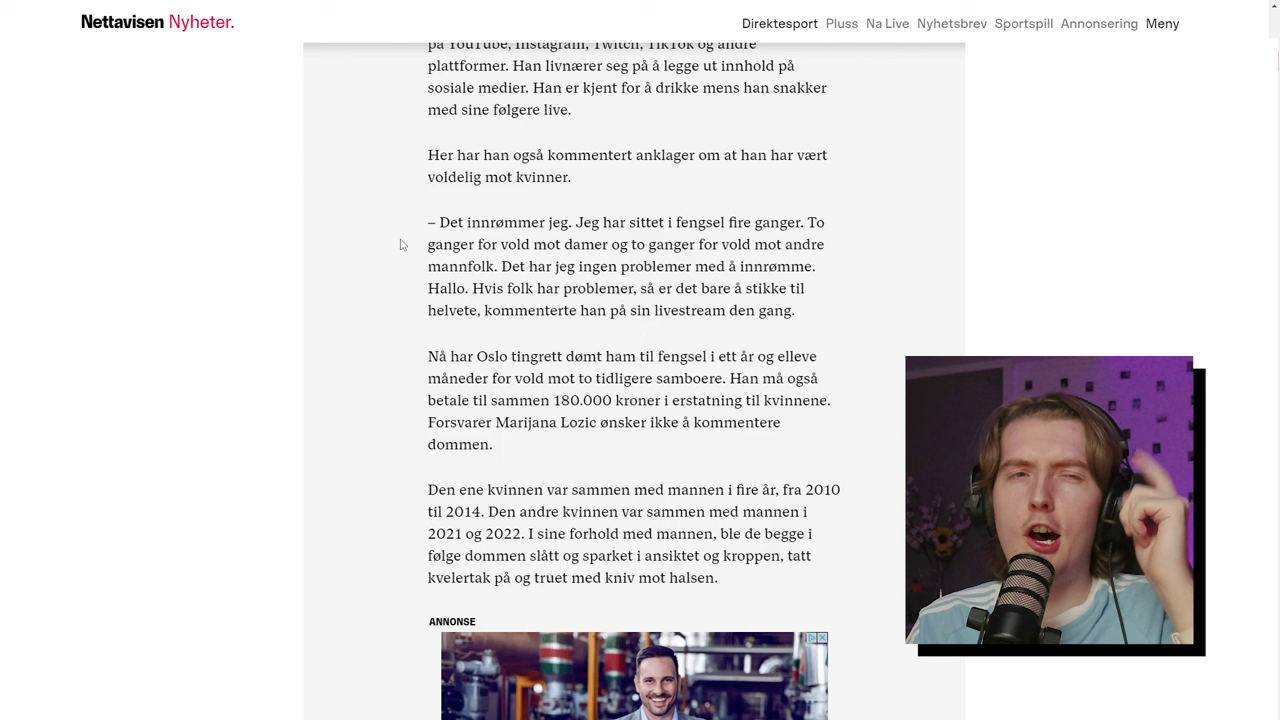 Nettavisen Nyheter.
Direktesport Pluss Na Live Nyhetsbrev Sportspill Annonsering Meny
på YouTube, Instagram, Twitch, TikTok og andre
plattformer. Han livnærer seg på å legge ut innhold på
sosiale medier. Han er kjent for å drikke mens han snakker
med sine følgere live.
Her har han også kommentert anklager om at han har vært
voldelig mot kvinner.
– Det innrømmer jeg. Jeg har sittet i fengsel fire ganger. To
ganger for vold mot damer og to ganger for vold mot andre
mannfolk. Det har jeg ingen problemer med å innrømme.
Hallo. Hvis folk har problemer, så er det bare å stikke til
helvete, kommenterte han på sin livestream den gang.
Nå har Oslo tingrett dømt ham til fengsel i ett år og elleve
måneder for vold mot to tidligere samboere. Han må også
betale til sammen 180.000 kroner i erstatning til kvinnene.
Forsvarer Marijana Lozic ønsker ikke å kommentere
dommen.
Den ene kvinnen var sammen med mannen i fire år, fra 2010
til 2014. Den andre kvinnen var sammen med mannen i
2021 og 2022. I sine forhold med mannen, ble de begge i
følge dommen slått og sparket i ansiktet og kroppen, tatt
kvelertak på og truet med kniv mot halsen.
ANNONSE